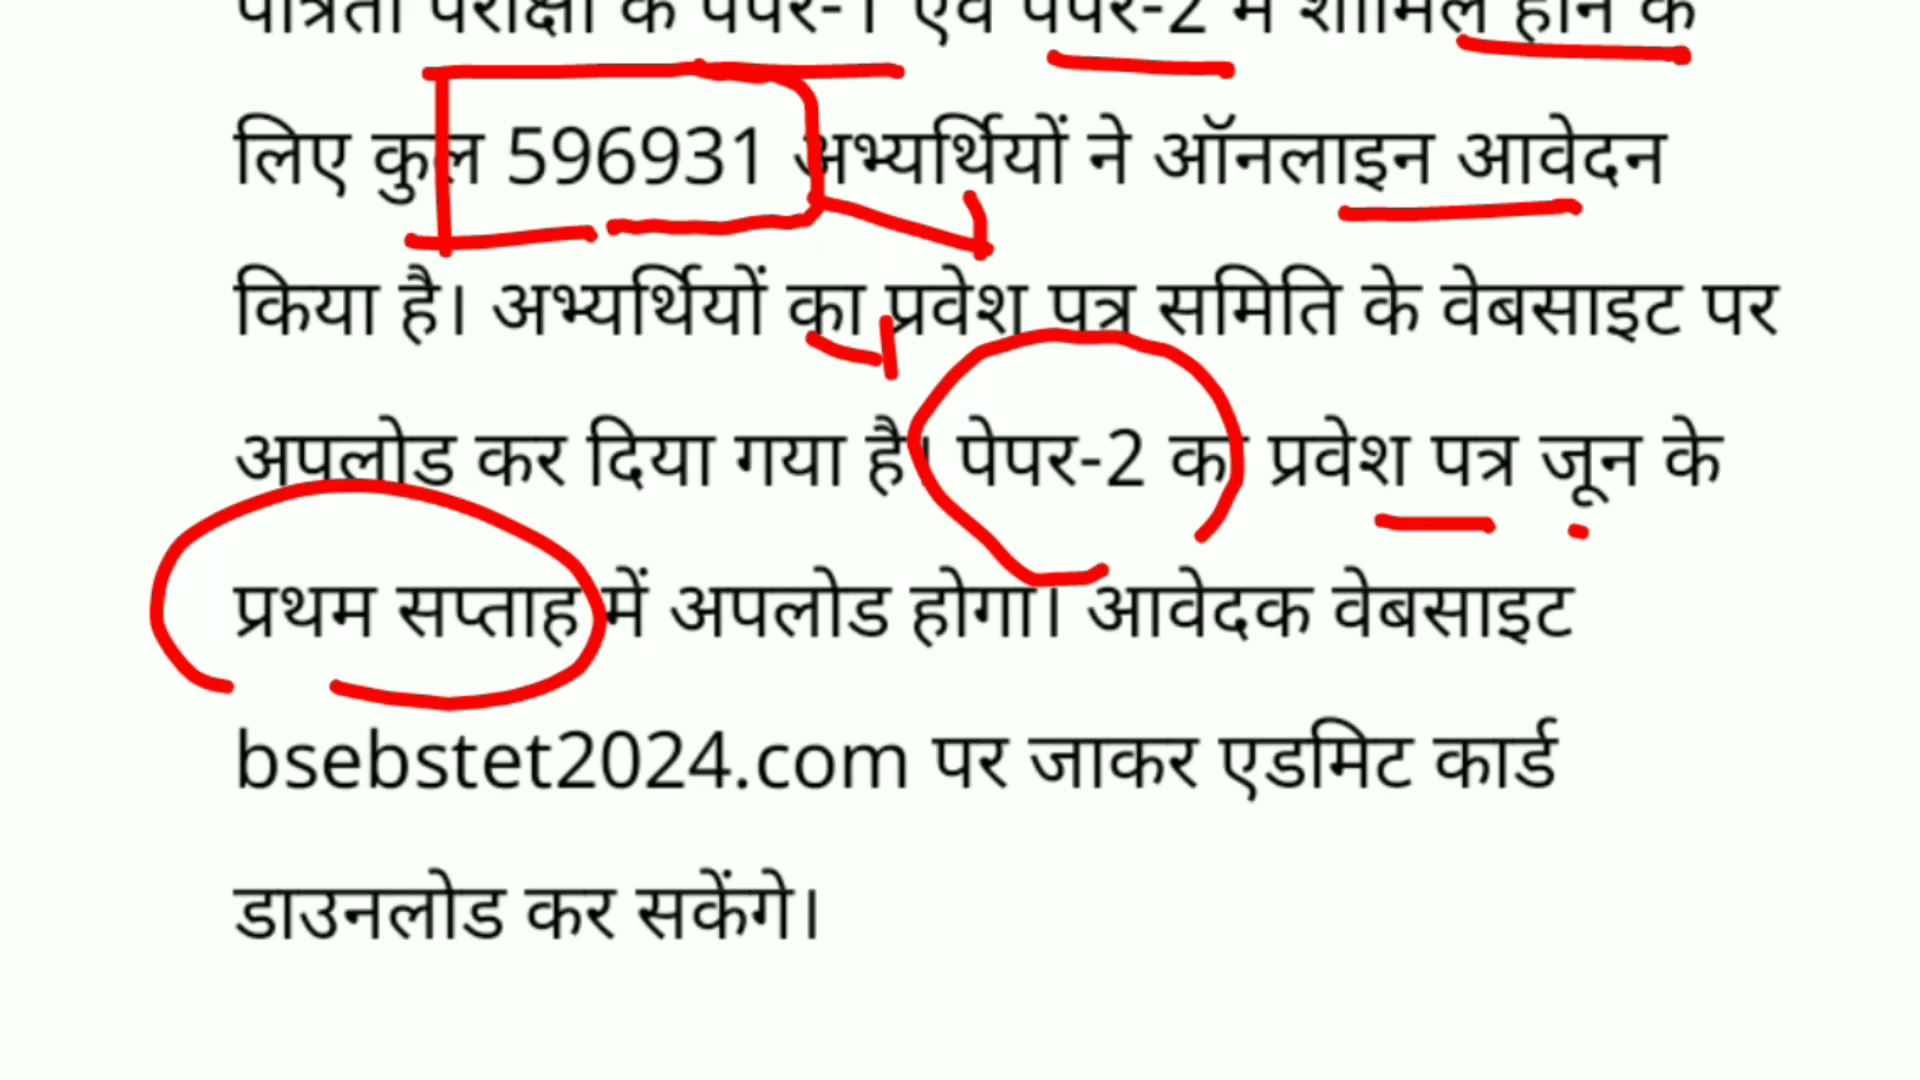 पात्रता परीक्षा के पेपर-1 एवं पेपर-2 में शामिल होने के
लिए कुल 596931 अभ्यर्थियों ने ऑनलाइन आवेदन
किया है। अभ्यर्थियों का प्रवेश पत्र समिति के वेबसाइट पर
अपलोड कर दिया गया है। पेपर-2 का प्रवेश पत्र जून के
प्रथम सप्ताह में अपलोड होगा। आवेदक वेबसाइट
bsebstet2024.com पर जाकर एडमिट कार्ड
डाउनलोड कर सकेंगे।